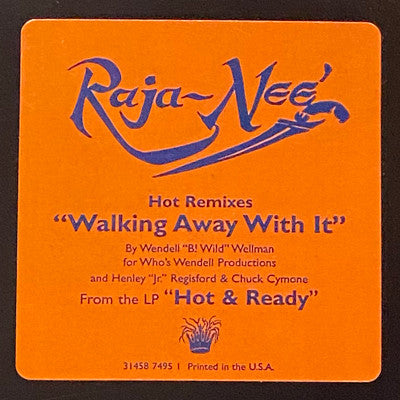 Raja-Neé
Hot Remixes
"Walking Away With It"
By Wendell "B! Wild" Wellman
for Who's Wendell Productions
and Henley "Jr." Regisford & Chuck Cymone
From the LP "Hot & Ready"
31458 7495 1 Printed in the U.S.A.